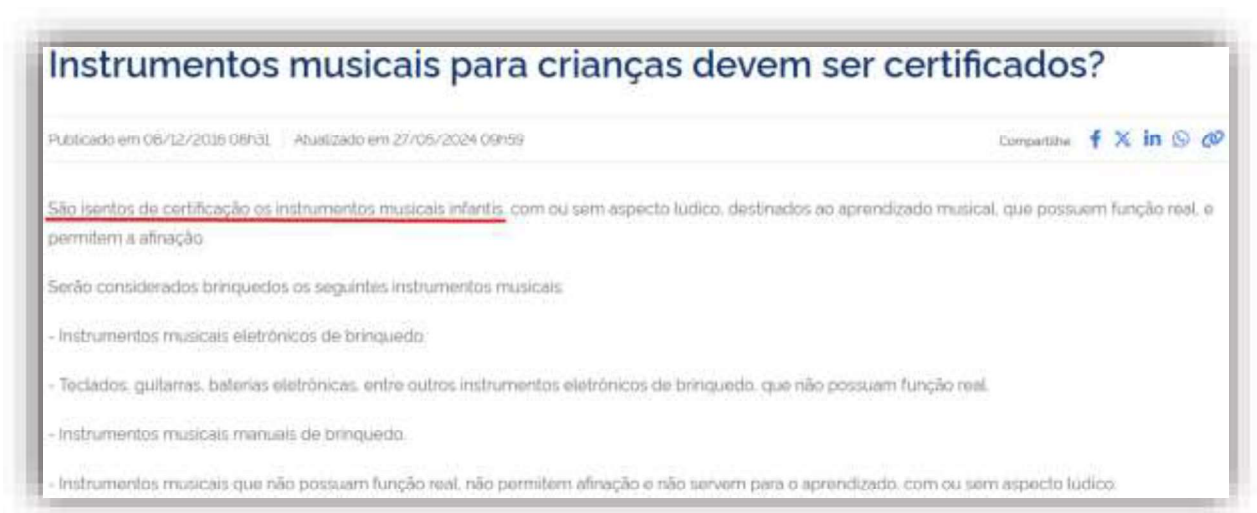 Instrumentos musicais para crianças devem ser certificados?
Publicado em 08/12/2016 08h31 Atualizado em 27/05/2024 09h59 Compartilhe
São isentos de certificação os instrumentos musicais infantis, com ou sem aspecto lúdico, destinados ao aprendizado musical, que possuem função real, e
permitem a afinação.
Serão considerados brinquedos os seguintes instrumentos musicais:
- Instrumentos musicais eletrônicos de brinquedo.
- Teclados, guitarras, baterias eletrônicas, entre outros instrumentos eletrônicos de brinquedo, que não possuam função real.
- Instrumentos musicais manuais de brinquedo.
- Instrumentos musicais que não possuam função real, não permitem afinação e não servem para o aprendizado, com ou sem aspecto lúdico.